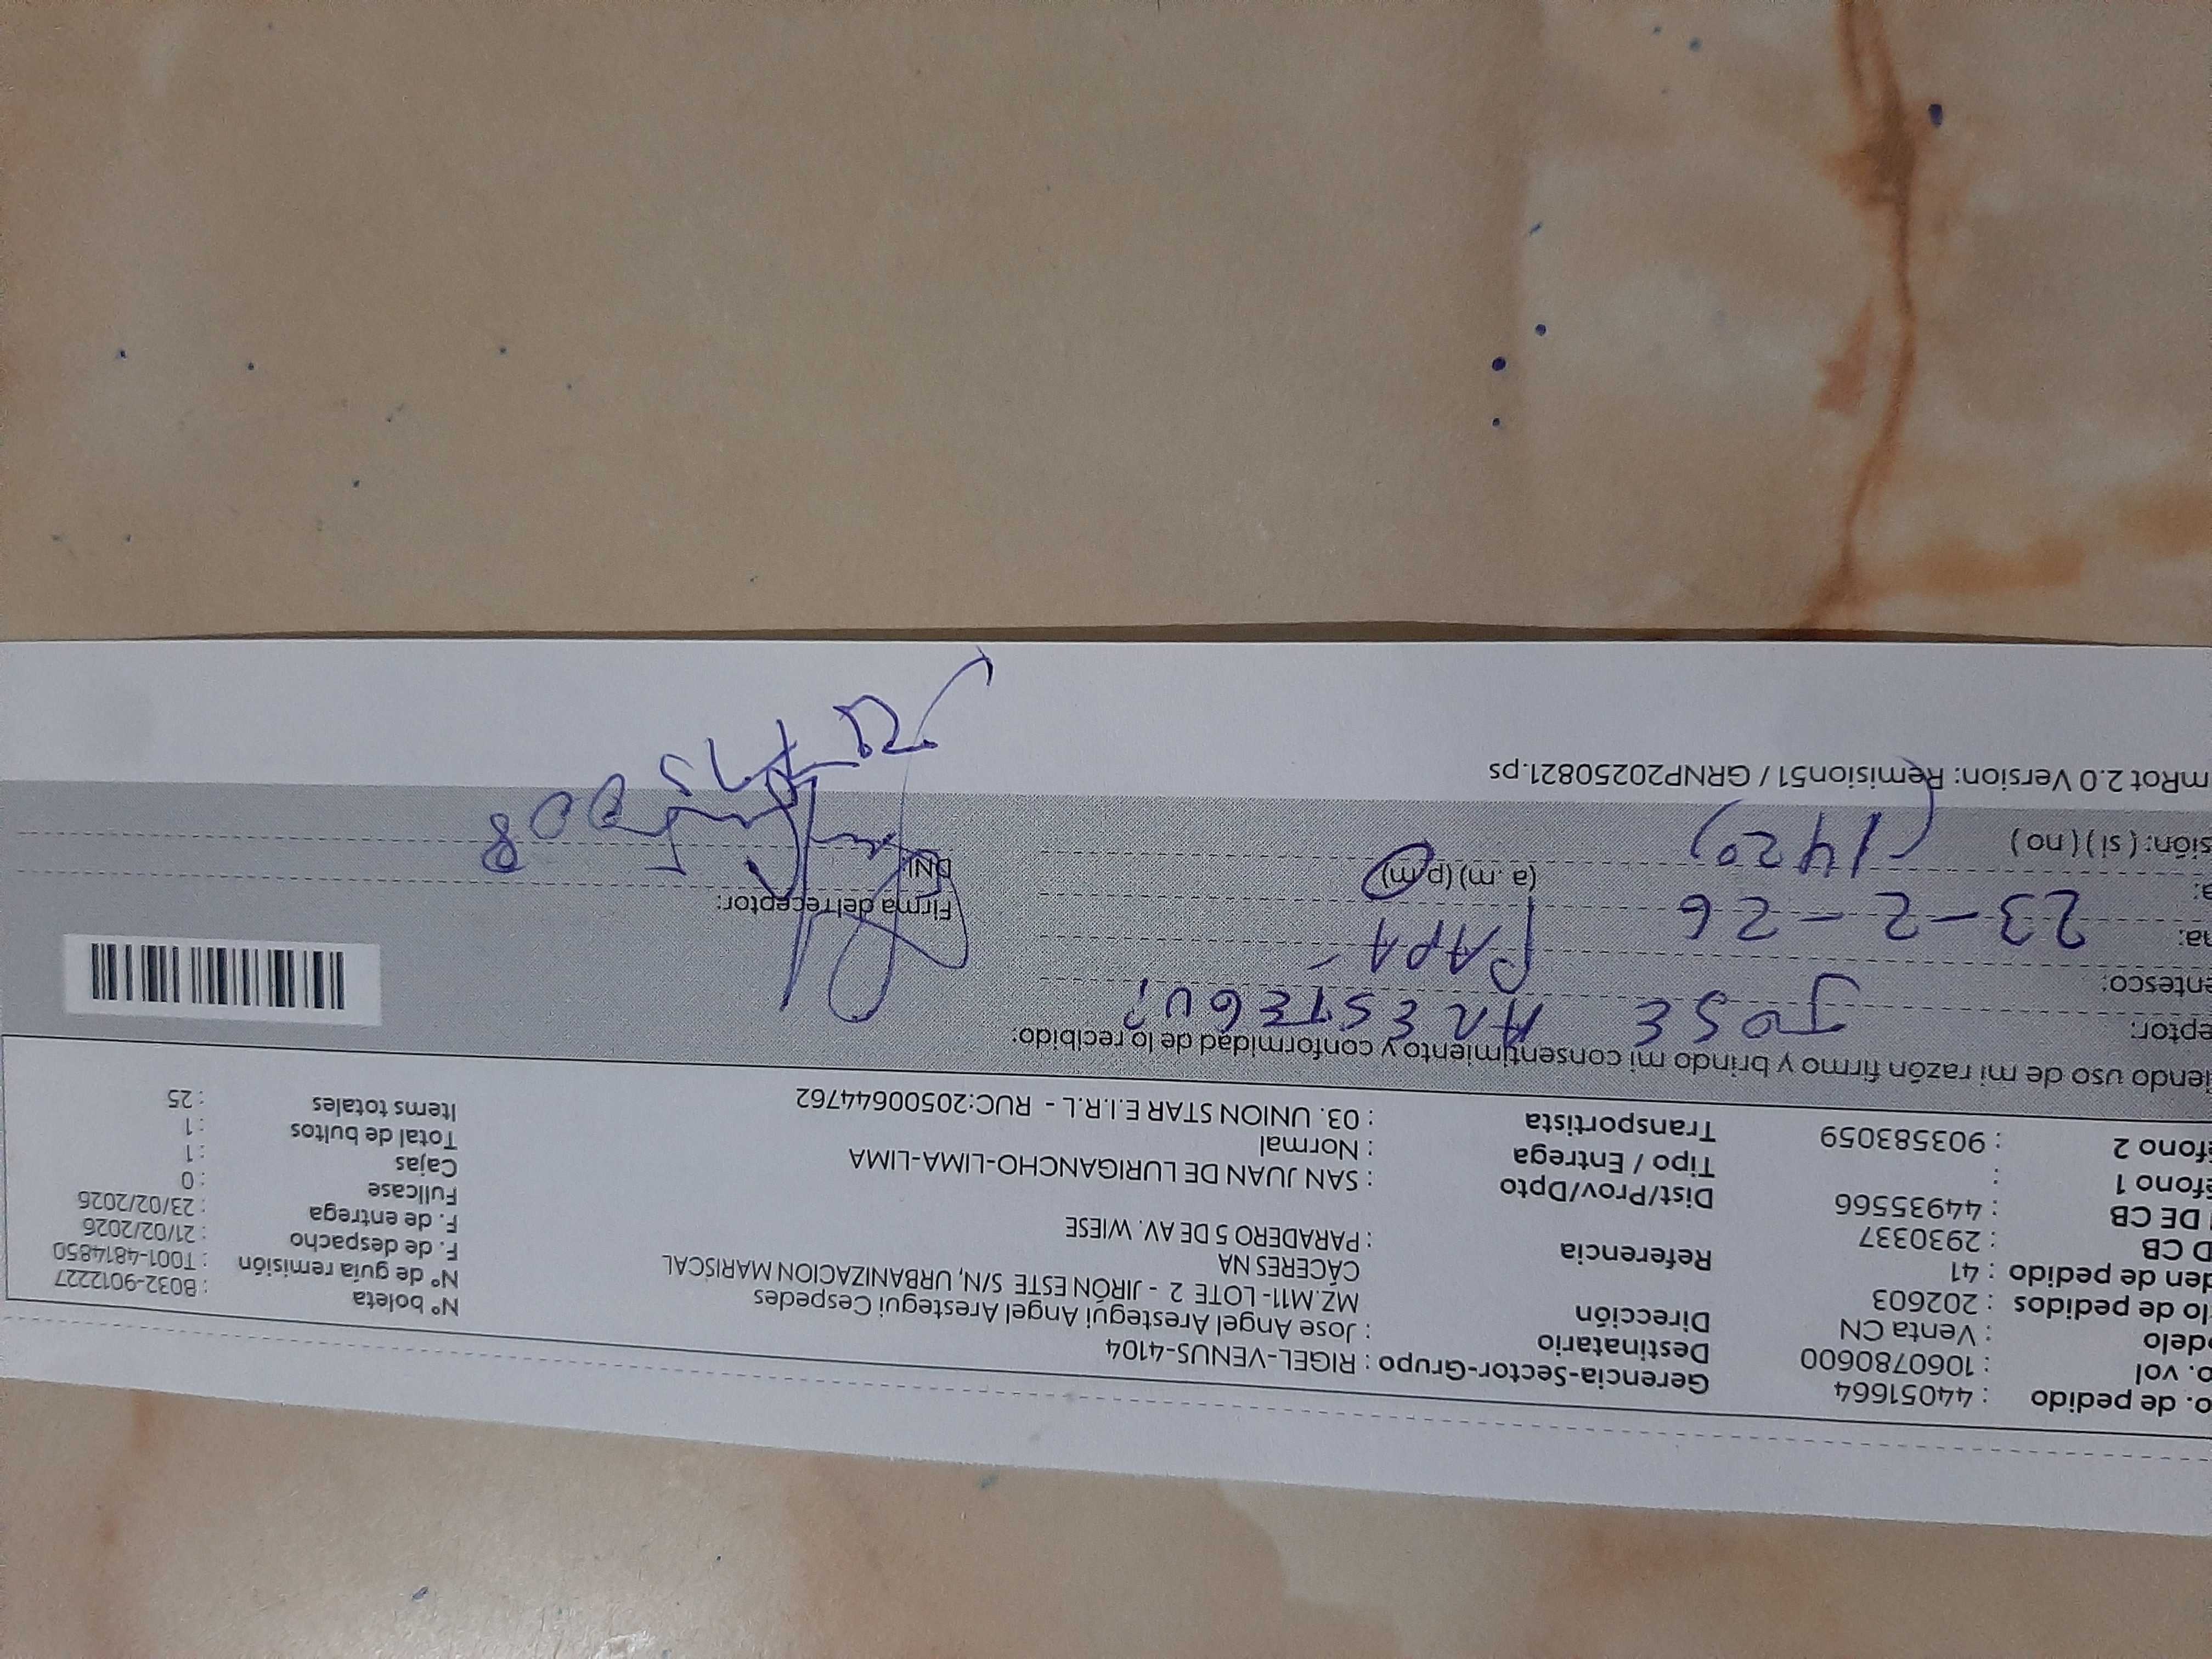 o. de pedido : 44051664
o. vol : 1060780600
odelo : Venta CN
lo de pedidos : 202603
den de pedido : 41
D CB : 2930337
I DE CB : 44935566
éfono 1 :
éfono 2 : 903583059
Gerencia-Sector-Grupo : RIGEL-VENUS-4104
Destinatario : Jose Angel Arestegui Angel Arestegui Cespedes
Dirección MZ.M11- LOTE 2 - JIRÓN ESTE S/N, URBANIZACION MARISCAL
CÁCERES NA
Referencia : PARADERO 5 DE AV. WIESE
Dist/Prov/Dpto : SAN JUAN DE LURIGANCHO-LIMA-LIMA
Tipo / Entrega : Normal
Transportista : 03. UNION STAR E.I.R.L - RUC:20500644762
N° boleta : B032-9012227
N° de guía remisión : T001-4814850
F. de despacho : 21/02/2026
F. de entrega : 23/02/2026
Fullcase : 0
Cajas : 1
Total de bultos : 1
Items totales : 25
iendo uso de mi razón firmo y brindo mi consentimiento y conformidad de lo recibido:
eptor: JOSE ARESTEGUI
entesco: PAPÁ
ha: 23-2-26
a: (1420) (a .m) (p.m)
sión: ( si ) ( no )
Firma del receptor:
DNI:
mRot 2.0 Version: Remision51 / GRNP20250821.ps